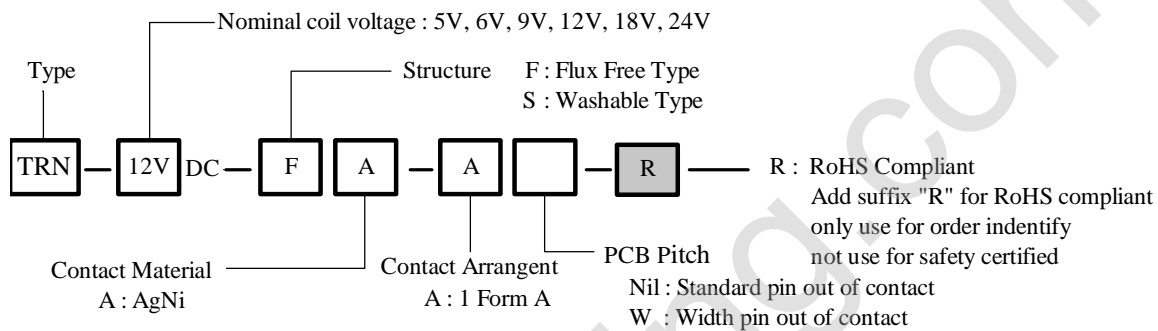 Nominal coil voltage : 5V, 6V, 9V, 12V, 18V, 24V
Type
Structure F : Flux Free Type
S : Washable Type
TRN 12V DC F A A R
R : RoHS Compliant
Add suffix "R" for RoHS compliant
only use for order indentify
not use for safety certified
Contact Material
A : AgNi
Contact Arrangent
A : 1 Form A
PCB Pitch
Nil : Standard pin out of contact
W : Width pin out of contact
ing.com